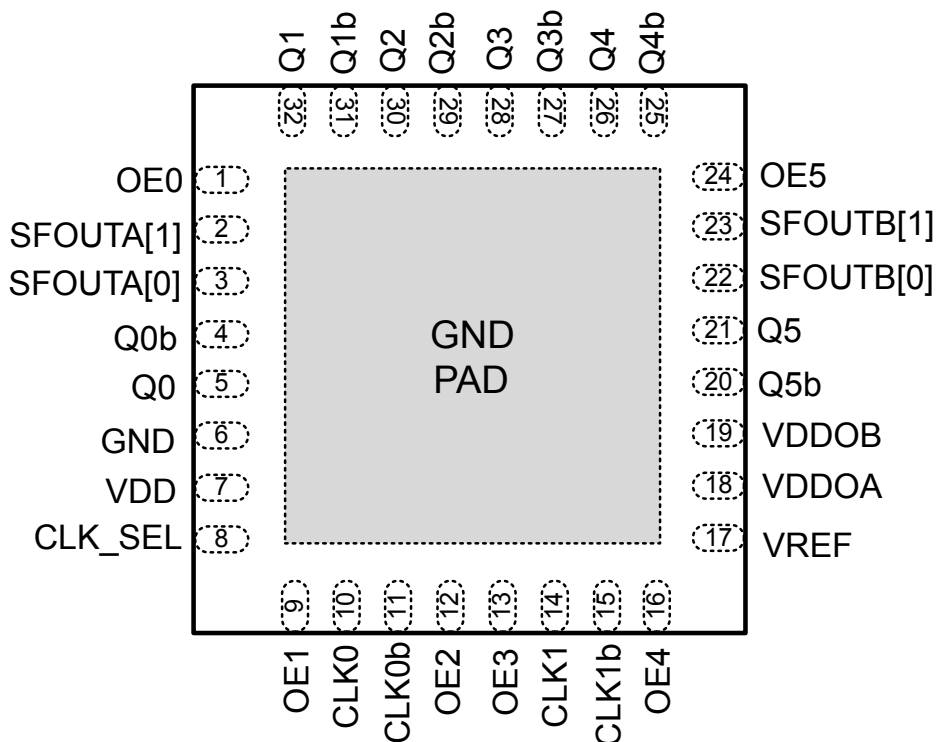 Q1 Q1b Q2 Q2b Q3 Q3b Q4 Q4b
32 31 30 29 28 27 26 25
OE0 1
24 OE5
SFOUTA[1] 2
23 SFOUTB[1]
SFOUTA[0] 3
22 SFOUTB[0]
Q0b 4
21 Q5
Q0 5
20 Q5b
GND 6
19 VDDOB
VDD 7
18 VDDOA
CLK_SEL 8
17 VREF
GND
PAD
9 10 11 12 13 14 15 16
OE1 CLK0 CLK0b OE2 OE3 CLK1 CLK1b OE4